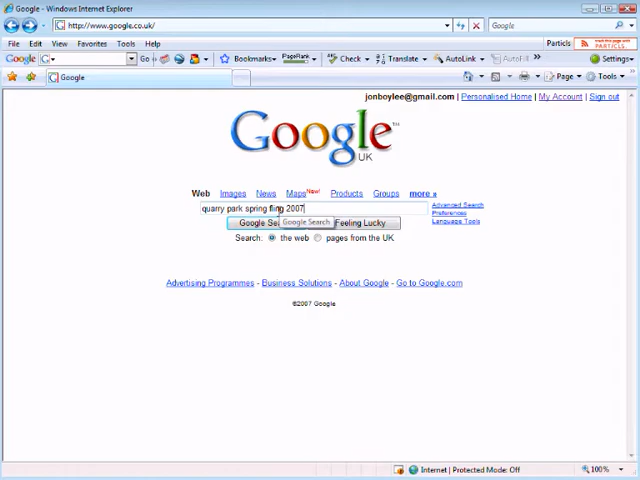 Google - Windows Internet Explorer
http://www.google.co.uk/
Google
File Edit View Favorites Tools Help
Particls
Google G Go Bookmarks PageRank Check Translate AutoLink AutoFill Settings
Google Page Tools
jonboylee@gmail.com | Personalised Home | My Account | Sign out
Google™
UK
Web Images News Maps New! Products Groups more »
quarry park spring fling 2007
Advanced Search
Preferences
Language Tools
Google Sea Google Search Feeling Lucky
Search: the web pages from the UK
Advertising Programmes - Business Solutions - About Google - Go to Google.com
©2007 Google
Internet | Protected Mode: Off 100%